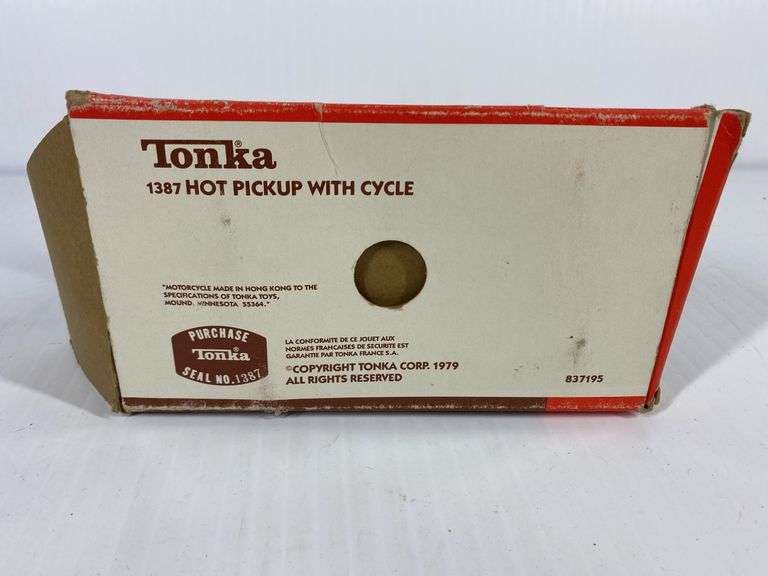 Tonka
1387 HOT PICKUP WITH CYCLE
"MOTORCYCLE MADE IN HONG KONG TO THE
SPECIFICATIONS OF TONKA TOYS,
MOUND, MINNESOTA 55364."
PURCHASE
Tonka
SEAL NO. 1387
LA CONFORMITE DE CE JOUET AUX
NORMES FRANCAISES DE SECURITE EST
GARANTIE PAR TONKA FRANCE S.A.
©COPYRIGHT TONKA CORP. 1979
ALL RIGHTS RESERVED
837195